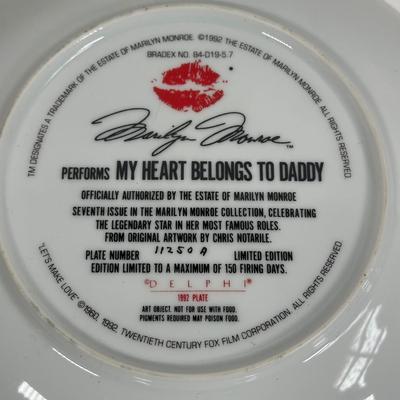 TM DESIGNATES A TRADEMARK OF THE ESTATE OF MARILYN MONROE. ©1992 THE ESTATE OF MARILYN MONROE. ALL RIGHTS RESERVED.
BRADEX NO. 84-D19-5.7
Marilyn Monroe™
PERFORMS MY HEART BELONGS TO DADDY
OFFICIALLY AUTHORIZED BY THE ESTATE OF MARILYN MONROE
SEVENTH ISSUE IN THE MARILYN MONROE COLLECTION, CELEBRATING
THE LEGENDARY STAR IN HER MOST FAMOUS ROLES.
FROM ORIGINAL ARTWORK BY CHRIS NOTARILE.
PLATE NUMBER 11250 A LIMITED EDITION
EDITION LIMITED TO A MAXIMUM OF 150 FIRING DAYS.
©DELPHI
1992 PLATE
ART OBJECT. NOT FOR USE WITH FOOD.
PIGMENTS REQUIRED MAY POISON FOOD.
"LET'S MAKE LOVE" ©1960, 1992, TWENTIETH CENTURY FOX FILM CORPORATION. ALL RIGHTS RESERVED.